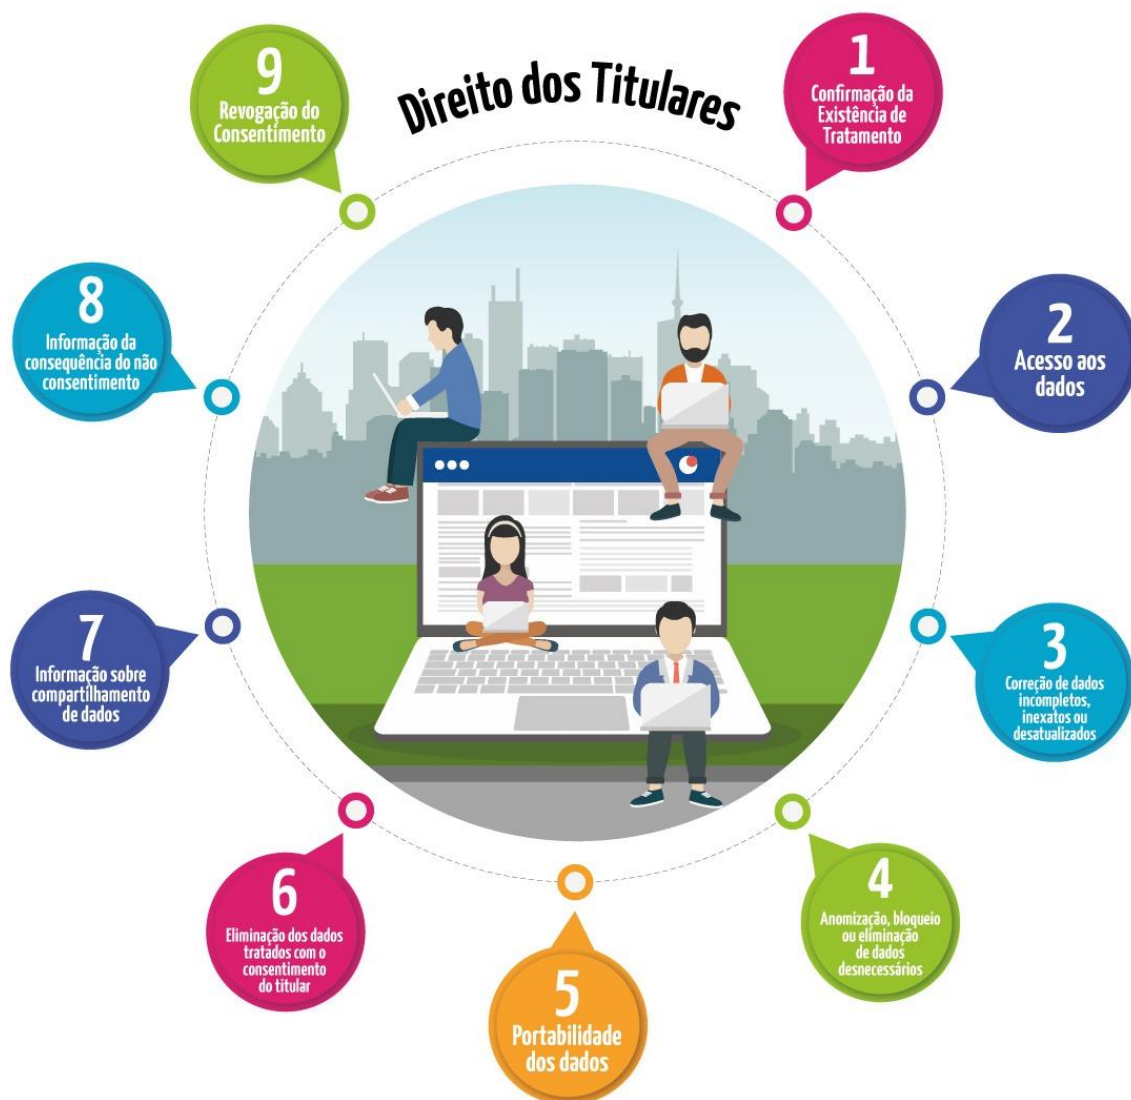 Direito dos Titulares
1
Confirmação da
Existência de
Tratamento
2
Acesso aos
dados
3
Correção de dados
incompletos,
inexatos ou
desatualizados
4
Anomização, bloqueio
ou eliminação
de dados
desnecessários
5
Portabilidade
dos dados
6
Eliminação dos dados
tratados com o
consentimento
do titular
7
Informação sobre
compartilhamento
de dados
8
Informação da
consequência do não
consentimento
9
Revogação do
Consentimento